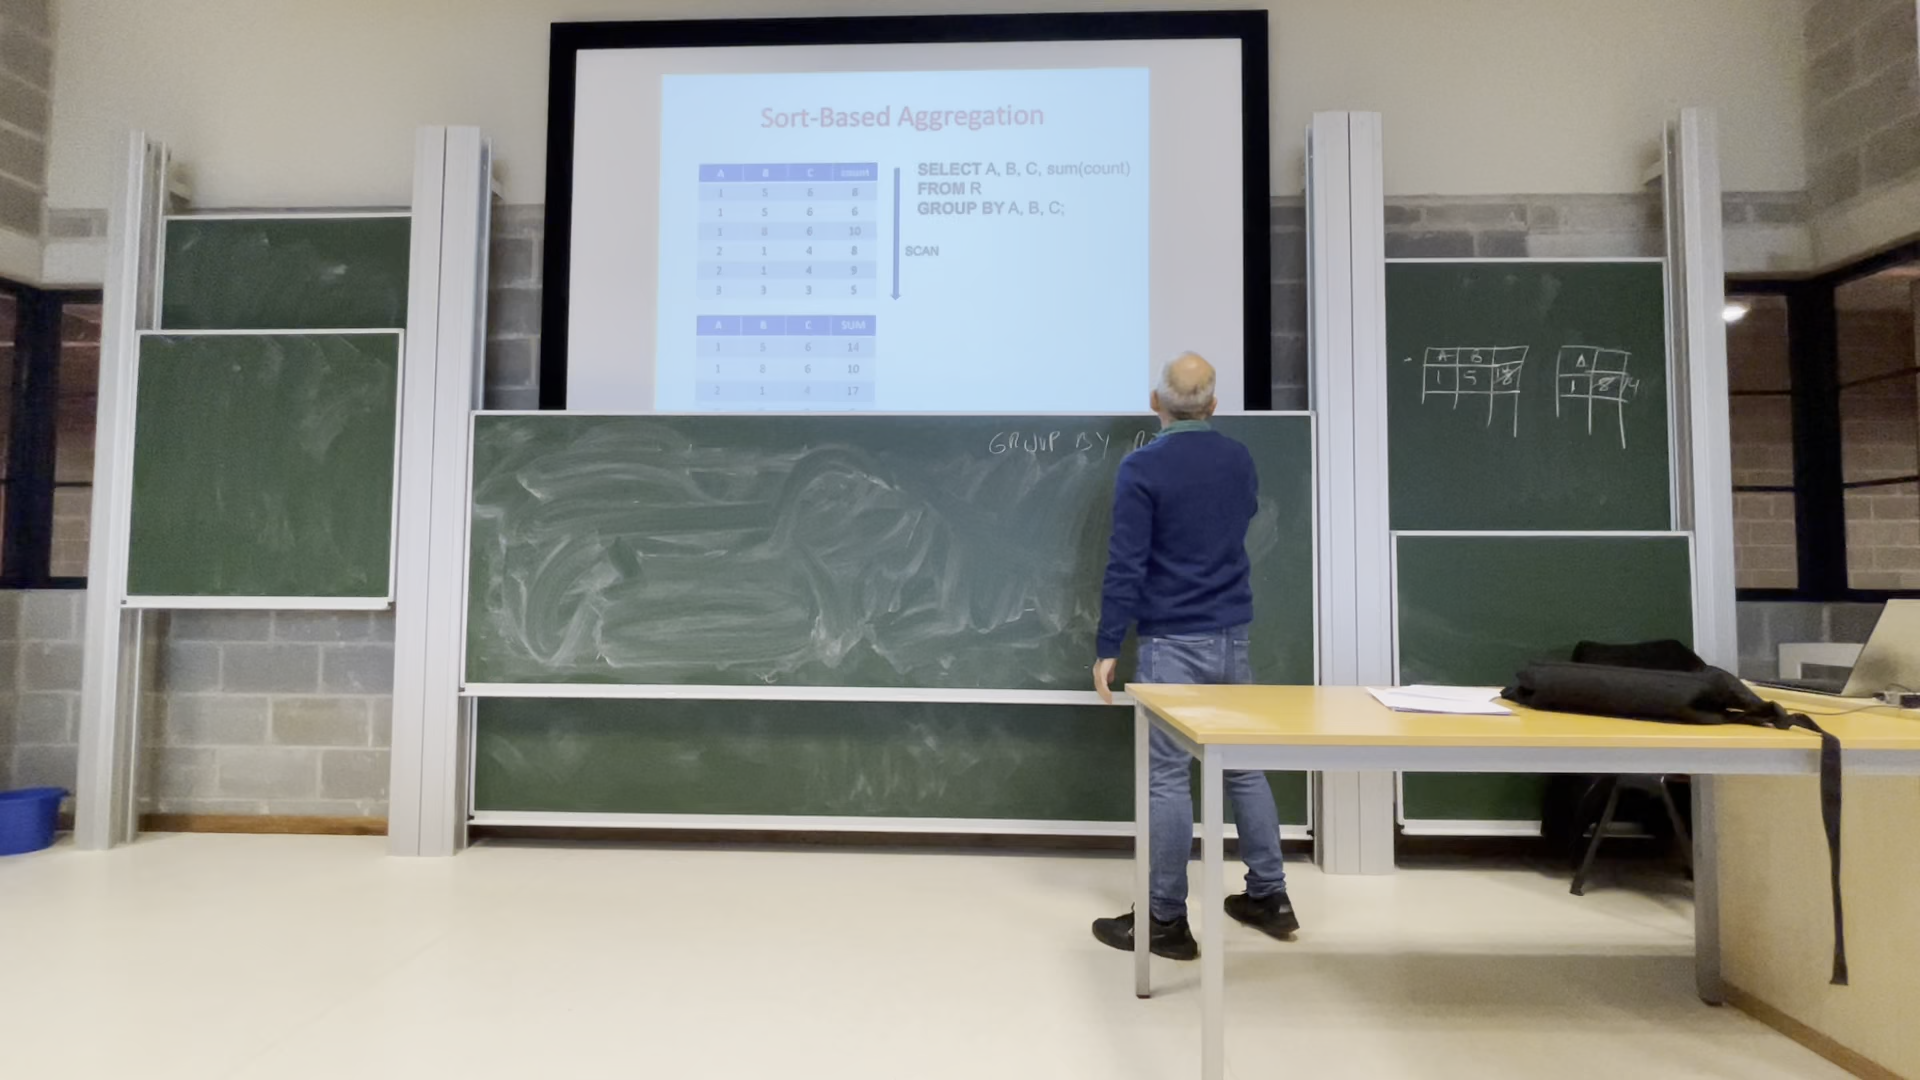 Sort-Based Aggregation
A B C count
1 5 6 8
1 5 6 6
1 8 6 10
2 1 4 8
2 1 4 9
3 3 3 5
SELECT A, B, C, sum(count)
FROM R
GROUP BY A, B, C;
SCAN
A B C SUM
1 5 6 14
1 8 6 10
2 1 4 17
GROUP BY
A B
1 5
A
1 8 14